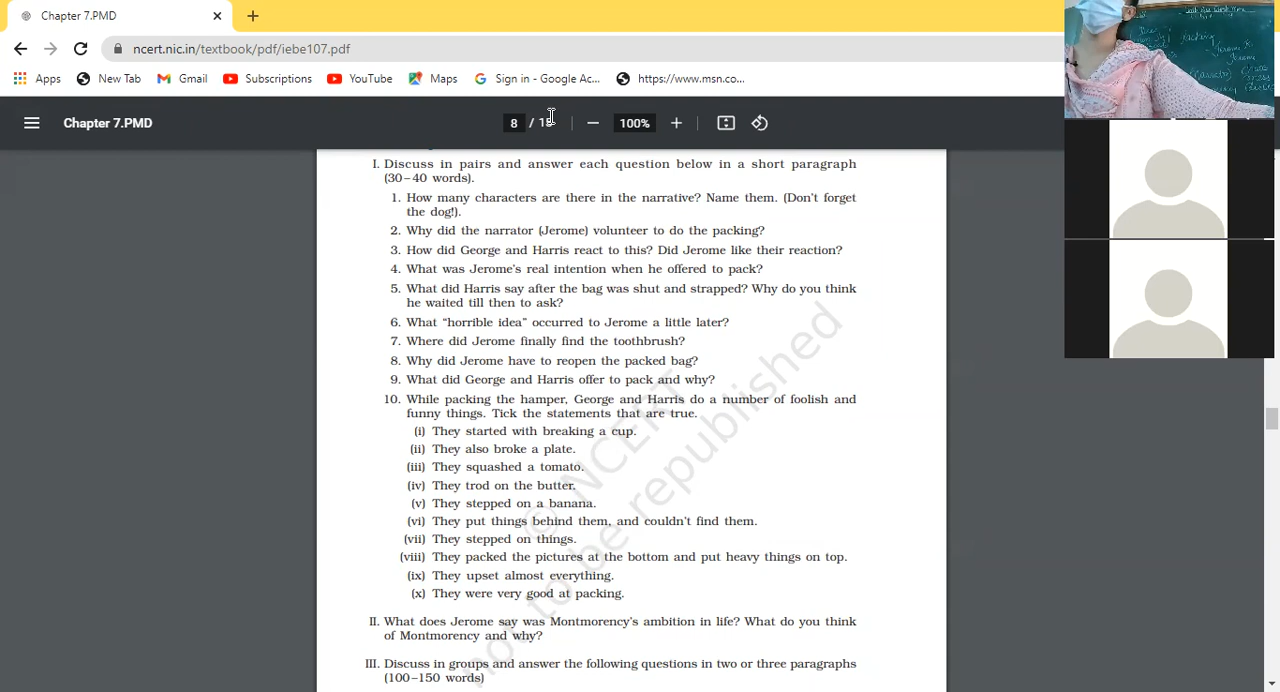 Chapter 7.PMD
ncert.nic.in/textbook/pdf/iebe107.pdf
Apps
New Tab
Gmail
Subscriptions
YouTube
Maps
Sign in - Google Ac...
https://www.msn.co...
Chapter 7.PMD
8 /
100%
I. Discuss in pairs and answer each question below in a short paragraph
(30–40 words).
1. How many characters are there in the narrative? Name them. (Don't forget
the dog!).
2. Why did the narrator (Jerome) volunteer to do the packing?
3. How did George and Harris react to this? Did Jerome like their reaction?
4. What was Jerome's real intention when he offered to pack?
5. What did Harris say after the bag was shut and strapped? Why do you think
he waited till then to ask?
6. What "horrible idea" occurred to Jerome a little later?
7. Where did Jerome finally find the toothbrush?
8. Why did Jerome have to reopen the packed bag?
9. What did George and Harris offer to pack and why?
10. While packing the hamper, George and Harris do a number of foolish and
funny things. Tick the statements that are true.
(i) They started with breaking a cup.
(ii) They also broke a plate.
(iii) They squashed a tomato.
(iv) They trod on the butter.
(v) They stepped on a banana.
(vi) They put things behind them, and couldn't find them.
(vii) They stepped on things.
(viii) They packed the pictures at the bottom and put heavy things on top.
(ix) They upset almost everything.
(x) They were very good at packing.
II. What does Jerome say was Montmorency's ambition in life? What do you think
of Montmorency and why?
III. Discuss in groups and answer the following questions in two or three paragraphs
(100–150 words)
© NCERT
not to be republished
packing
Jerome K.
Jerome